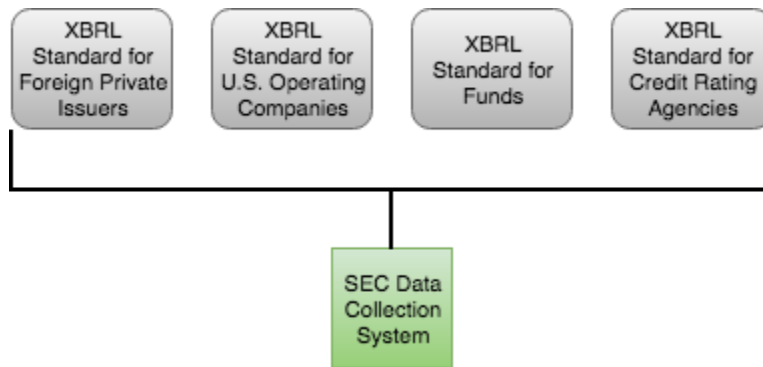 XBRL
Standard for
Foreign Private
Issuers
XBRL
Standard for
U.S. Operating
Companies
XBRL
Standard for
Funds
XBRL
Standard for
Credit Rating
Agencies
SEC Data
Collection
System